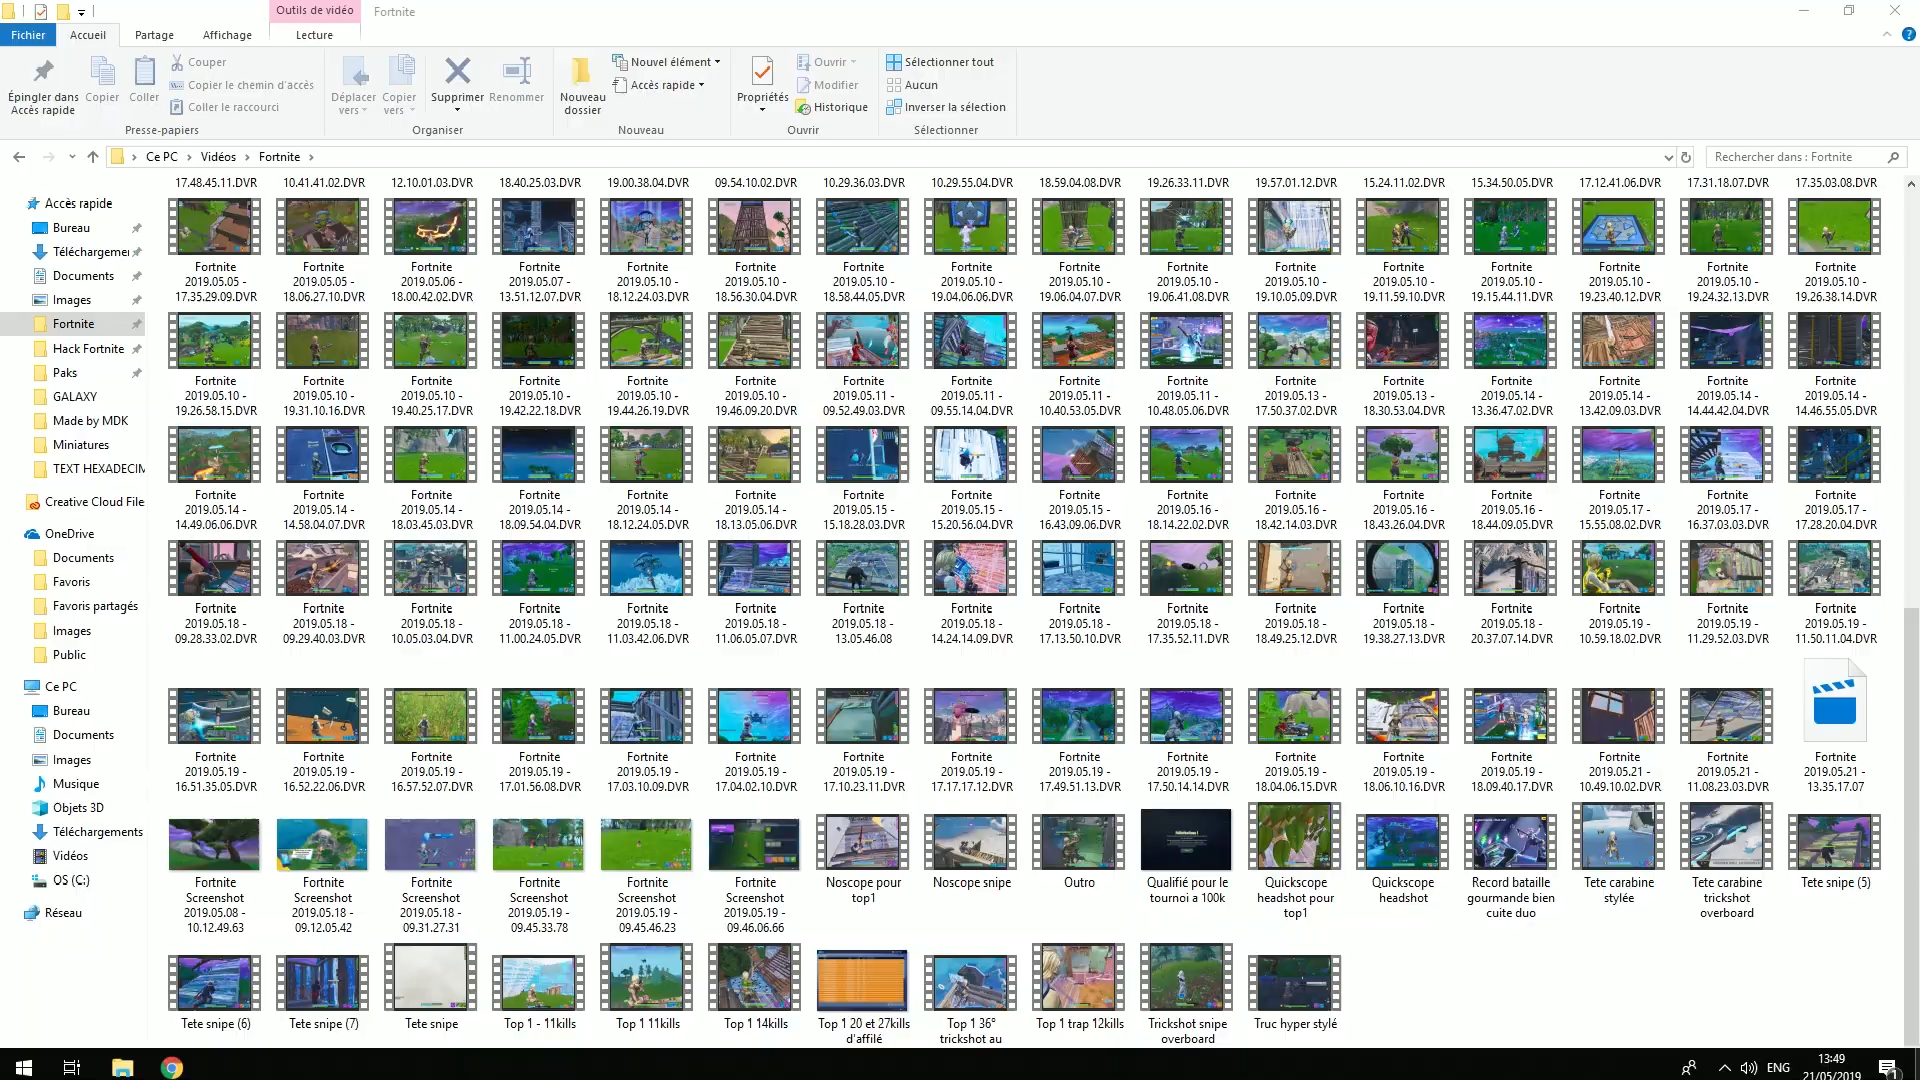 Outils de vidéo
Fortnite
Fichier
Accueil
Partage
Affichage
Lecture
Épingler dans Accès rapide
Copier
Coller
Couper
Copier le chemin d'accès
Coller le raccourci
Presse-papiers
Déplacer vers
Copier vers
Supprimer
Renommer
Organiser
Nouveau dossier
Nouvel élément
Accès rapide
Nouveau
Propriétés
Ouvrir
Modifier
Historique
Ouvrir
Sélectionner tout
Aucun
Inverser la sélection
Sélectionner
Ce PC > Vidéos > Fortnite >
Rechercher dans : Fortnite
Accès rapide
Bureau
Téléchargemen
Documents
Images
Fortnite
Hack Fortnite
Paks
GALAXY
Made by MDK
Miniatures
TEXT HEXADECIM
Creative Cloud File
OneDrive
Documents
Favoris
Favoris partagés
Images
Public
Ce PC
Bureau
Documents
Images
Musique
Objets 3D
Téléchargements
Vidéos
OS (C:)
Réseau
17.48.45.11.DVR 10.41.41.02.DVR 12.10.01.03.DVR 18.40.25.03.DVR 19.00.38.04.DVR 09.54.10.02.DVR 10.29.36.03.DVR 10.29.55.04.DVR 18.59.04.08.DVR 19.26.33.11.DVR 19.57.01.12.DVR 15.24.11.02.DVR 15.34.50.05.DVR 17.12.41.06.DVR 17.31.18.07.DVR 17.35.03.08.DVR
Fortnite Fortnite Fortnite Fortnite Fortnite Fortnite Fortnite Fortnite Fortnite Fortnite Fortnite Fortnite Fortnite Fortnite Fortnite Fortnite
2019.05.05 - 2019.05.05 - 2019.05.06 - 2019.05.07 - 2019.05.10 - 2019.05.10 - 2019.05.10 - 2019.05.10 - 2019.05.10 - 2019.05.10 - 2019.05.10 - 2019.05.10 - 2019.05.10 - 2019.05.10 - 2019.05.10 - 2019.05.10 -
17.35.29.09.DVR 18.06.27.10.DVR 18.00.42.02.DVR 13.51.12.07.DVR 18.12.24.03.DVR 18.56.30.04.DVR 18.58.44.05.DVR 19.04.06.06.DVR 19.06.04.07.DVR 19.06.41.08.DVR 19.10.05.09.DVR 19.11.59.10.DVR 19.15.44.11.DVR 19.23.40.12.DVR 19.24.32.13.DVR 19.26.38.14.DVR
Fortnite Fortnite Fortnite Fortnite Fortnite Fortnite Fortnite Fortnite Fortnite Fortnite Fortnite Fortnite Fortnite Fortnite Fortnite Fortnite
2019.05.10 - 2019.05.10 - 2019.05.10 - 2019.05.10 - 2019.05.10 - 2019.05.10 - 2019.05.11 - 2019.05.11 - 2019.05.11 - 2019.05.11 - 2019.05.13 - 2019.05.13 - 2019.05.14 - 2019.05.14 - 2019.05.14 - 2019.05.14 -
19.26.58.15.DVR 19.31.10.16.DVR 19.40.25.17.DVR 19.42.22.18.DVR 19.44.26.19.DVR 19.46.09.20.DVR 09.52.49.03.DVR 09.55.14.04.DVR 10.40.53.05.DVR 10.48.05.06.DVR 17.50.37.02.DVR 18.30.53.04.DVR 13.36.47.02.DVR 13.42.09.03.DVR 14.44.42.04.DVR 14.46.55.05.DVR
Fortnite Fortnite Fortnite Fortnite Fortnite Fortnite Fortnite Fortnite Fortnite Fortnite Fortnite Fortnite Fortnite Fortnite Fortnite Fortnite
2019.05.14 - 2019.05.14 - 2019.05.14 - 2019.05.14 - 2019.05.14 - 2019.05.14 - 2019.05.15 - 2019.05.15 - 2019.05.15 - 2019.05.16 - 2019.05.16 - 2019.05.16 - 2019.05.16 - 2019.05.17 - 2019.05.17 - 2019.05.17 -
14.49.06.06.DVR 14.58.04.07.DVR 18.03.45.03.DVR 18.09.54.04.DVR 18.12.24.05.DVR 18.13.05.06.DVR 15.18.28.03.DVR 15.20.56.04.DVR 16.43.09.06.DVR 18.14.22.02.DVR 18.42.14.03.DVR 18.43.26.04.DVR 18.44.09.05.DVR 15.55.08.02.DVR 16.37.03.03.DVR 17.28.20.04.DVR
Fortnite Fortnite Fortnite Fortnite Fortnite Fortnite Fortnite Fortnite Fortnite Fortnite Fortnite Fortnite Fortnite Fortnite Fortnite Fortnite
2019.05.18 - 2019.05.18 - 2019.05.18 - 2019.05.18 - 2019.05.18 - 2019.05.18 - 2019.05.18 - 2019.05.18 - 2019.05.18 - 2019.05.18 - 2019.05.18 - 2019.05.18 - 2019.05.18 - 2019.05.19 - 2019.05.19 - 2019.05.19 -
09.28.33.02.DVR 09.29.40.03.DVR 10.05.03.04.DVR 11.00.24.05.DVR 11.03.42.06.DVR 11.06.05.07.DVR 13.05.46.08 14.24.14.09.DVR 17.13.50.10.DVR 17.35.52.11.DVR 18.49.25.12.DVR 19.38.27.13.DVR 20.37.07.14.DVR 10.59.18.02.DVR 11.29.52.03.DVR 11.50.11.04.DVR
Fortnite Fortnite Fortnite Fortnite Fortnite Fortnite Fortnite Fortnite Fortnite Fortnite Fortnite Fortnite Fortnite Fortnite Fortnite Fortnite
2019.05.19 - 2019.05.19 - 2019.05.19 - 2019.05.19 - 2019.05.19 - 2019.05.19 - 2019.05.19 - 2019.05.19 - 2019.05.19 - 2019.05.19 - 2019.05.19 - 2019.05.19 - 2019.05.19 - 2019.05.21 - 2019.05.21 - 2019.05.21 -
16.51.35.05.DVR 16.52.22.06.DVR 16.57.52.07.DVR 17.01.56.08.DVR 17.03.10.09.DVR 17.04.02.10.DVR 17.10.23.11.DVR 17.17.17.12.DVR 17.49.51.13.DVR 17.50.14.14.DVR 18.04.06.15.DVR 18.06.10.16.DVR 18.09.40.17.DVR 10.49.10.02.DVR 11.08.23.03.DVR 13.35.17.07
Fortnite Fortnite Fortnite Fortnite Fortnite Fortnite Noscope pour Noscope snipe Outro Qualifié pour le Quickscope Quickscope Record bataille Tete carabine Tete carabine Tete snipe (5)
Screenshot Screenshot Screenshot Screenshot Screenshot Screenshot top1 tournoi a 100k headshot pour headshot gourmande bien stylée trickshot
2019.05.08 - 2019.05.18 - 2019.05.18 - 2019.05.19 - 2019.05.19 - 2019.05.19 - top1 cuite duo overboard
10.12.49.63 09.12.05.42 09.31.27.31 09.45.33.78 09.45.46.23 09.46.06.66
Tete snipe (6) Tete snipe (7) Tete snipe Top 1 - 11kills Top 1 11kills Top 1 14kills Top 1 20 et 27kills Top 1 36° Top 1 trap 12kills Trickshot snipe Truc hyper stylé
d'affilé trickshot au overboard
ENG
13:49
21/05/2019